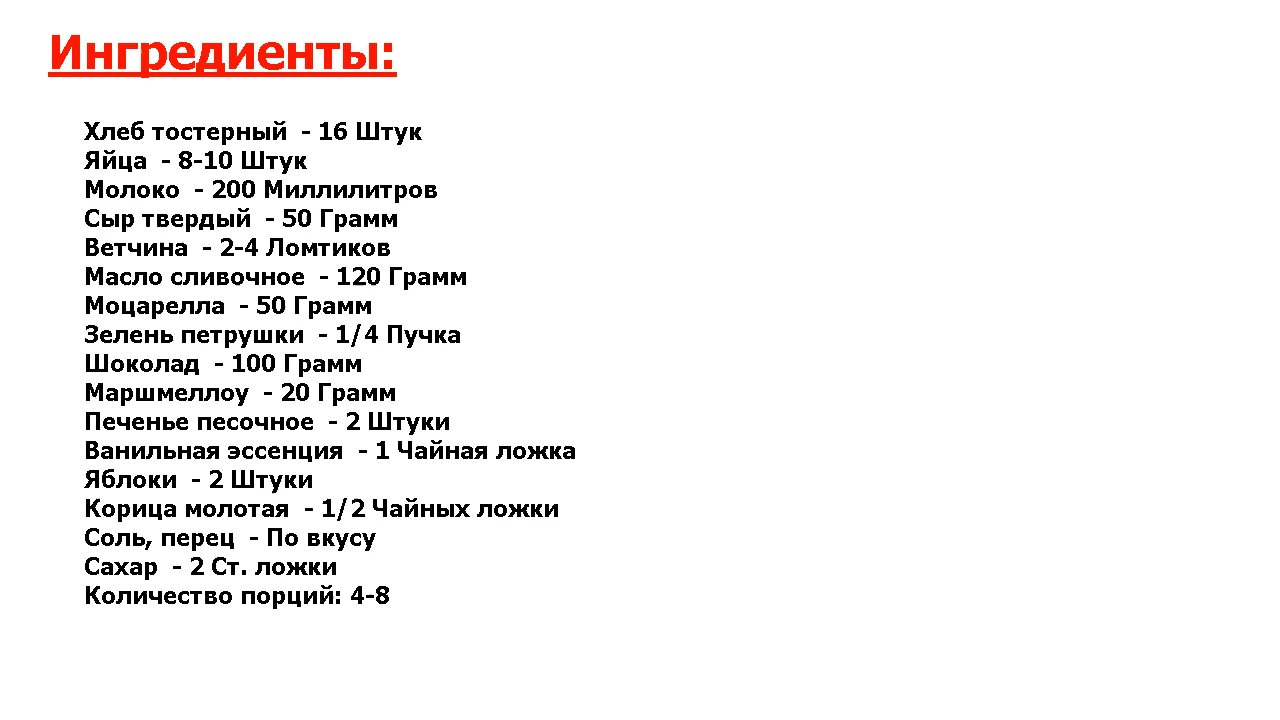 Ингредиенты:
Хлеб тостерный - 16 Штук
Яйца - 8-10 Штук
Молоко - 200 Миллилитров
Сыр твердый - 50 Грамм
Ветчина - 2-4 Ломтиков
Масло сливочное - 120 Грамм
Моцарелла - 50 Грамм
Зелень петрушки - 1/4 Пучка
Шоколад - 100 Грамм
Маршмеллоу - 20 Грамм
Печенье песочное - 2 Штуки
Ванильная эссенция - 1 Чайная ложка
Яблоки - 2 Штуки
Корица молотая - 1/2 Чайных ложки
Соль, перец - По вкусу
Сахар - 2 Ст. ложки
Количество порций: 4-8